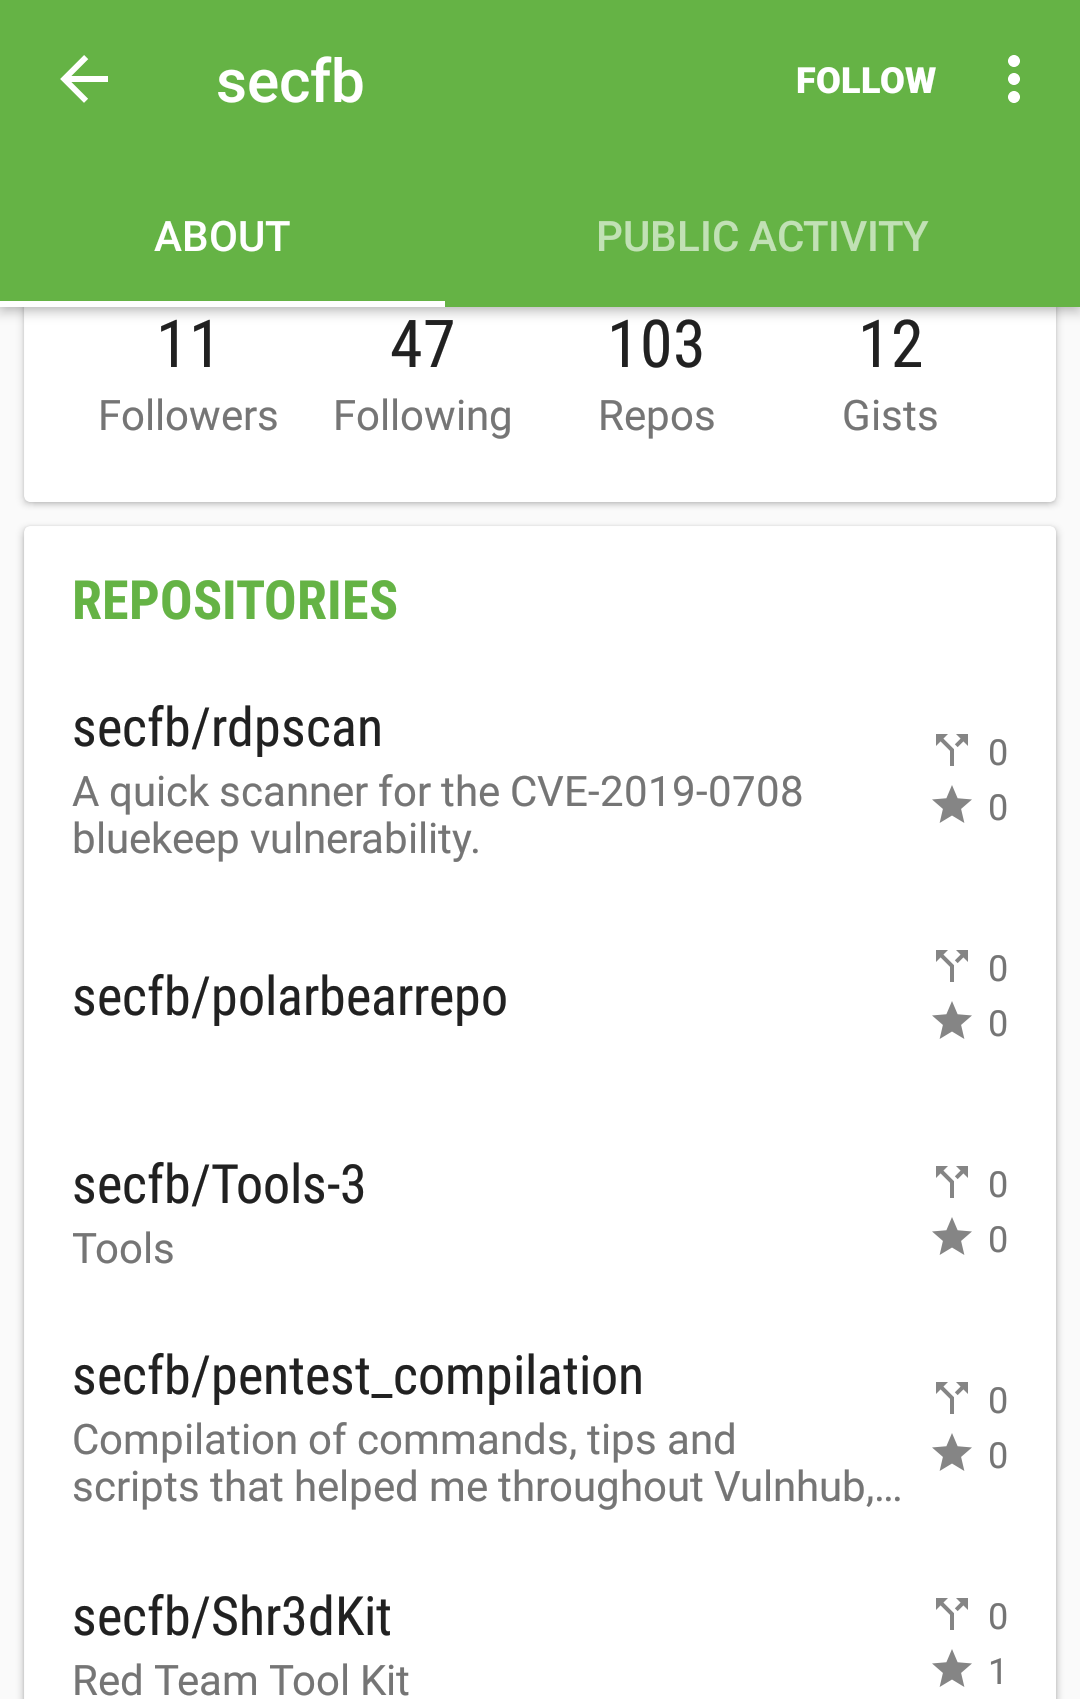 secfb
FOLLOW
ABOUT
PUBLIC ACTIVITY
11 47 103 12
Followers Following Repos Gists
REPOSITORIES
secfb/rdpscan
A quick scanner for the CVE-2019-0708
bluekeep vulnerability.
0
0
secfb/polarbearrepo
0
0
secfb/Tools-3
Tools
0
0
secfb/pentest_compilation
Compilation of commands, tips and
scripts that helped me throughout Vulnhub,...
0
0
secfb/Shr3dKit
Red Team Tool Kit
0
1